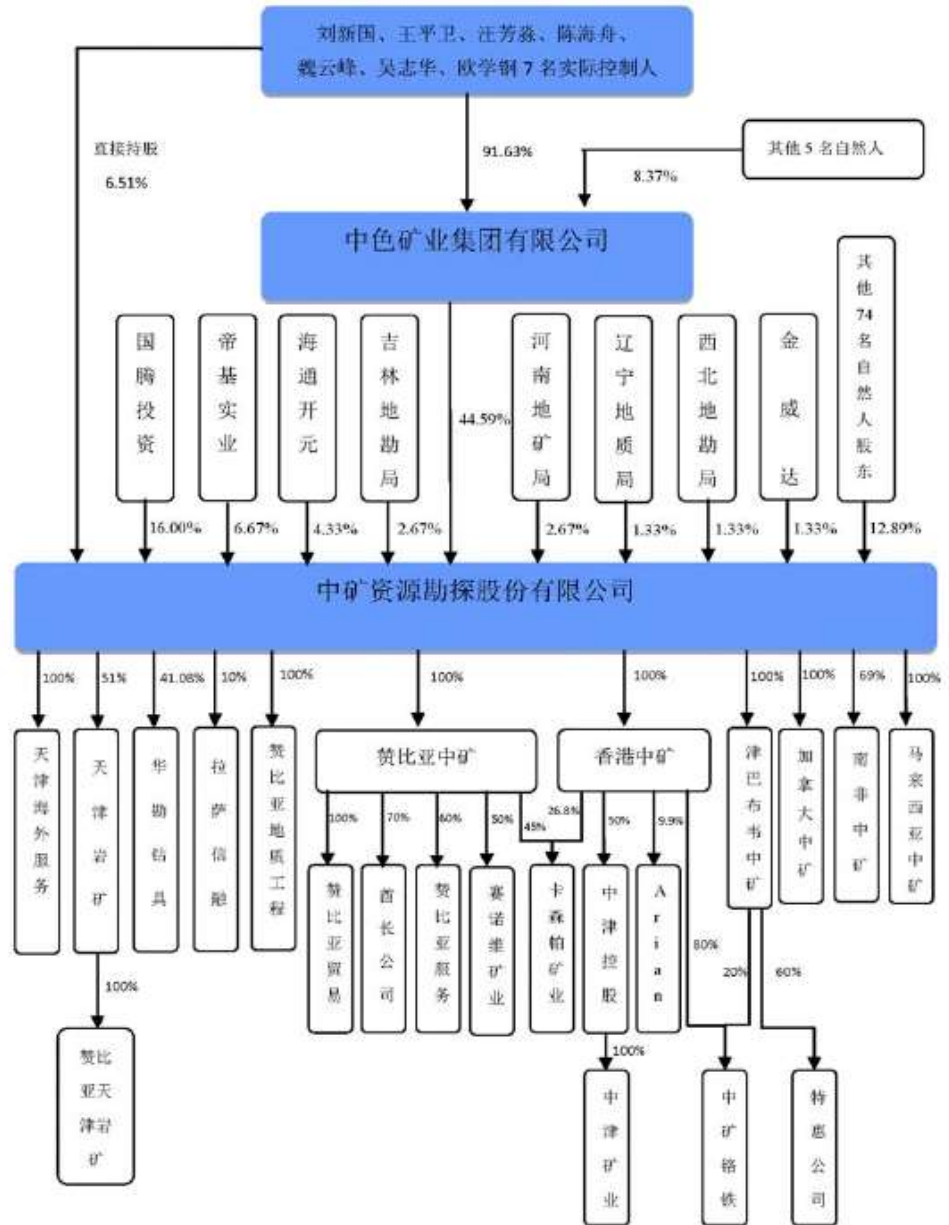 刘新国、王平卫、汪芳淼、陈海舟、
魏云峰、吴志华、欧学钢 7 名实际控制人
直接持股
6.51%
91.63%
其他 5 名自然人
8.37%
中色矿业集团有限公司
国腾投资
帝基实业
海通开元
吉林地勘局
44.59%
河南地矿局
辽宁地质局
西北地勘局
金威达
其他74名自然人股东
16.00%
6.67%
4.33%
2.67%
2.67%
1.33%
1.33%
1.33%
12.89%
中矿资源勘探股份有限公司
100%
51%
41.08%
10%
100%
100%
100%
100%
100%
69%
100%
天津海外服务
天津岩矿
华勘钻具
拉萨信融
赞比亚地质工程
赞比亚中矿
香港中矿
津巴布韦中矿
加拿大中矿
南非中矿
马来西亚中矿
100%
70%
60%
50%
45%
26.8%
50%
9.9%
赞比亚贸易
酋长公司
赞比亚服务
赛诺维矿业
卡森帕矿业
中津控股
Arian
80%
20%
60%
100%
赞比
亚天
津岩
矿
100%
中津矿业
中矿铬铁
特惠公司